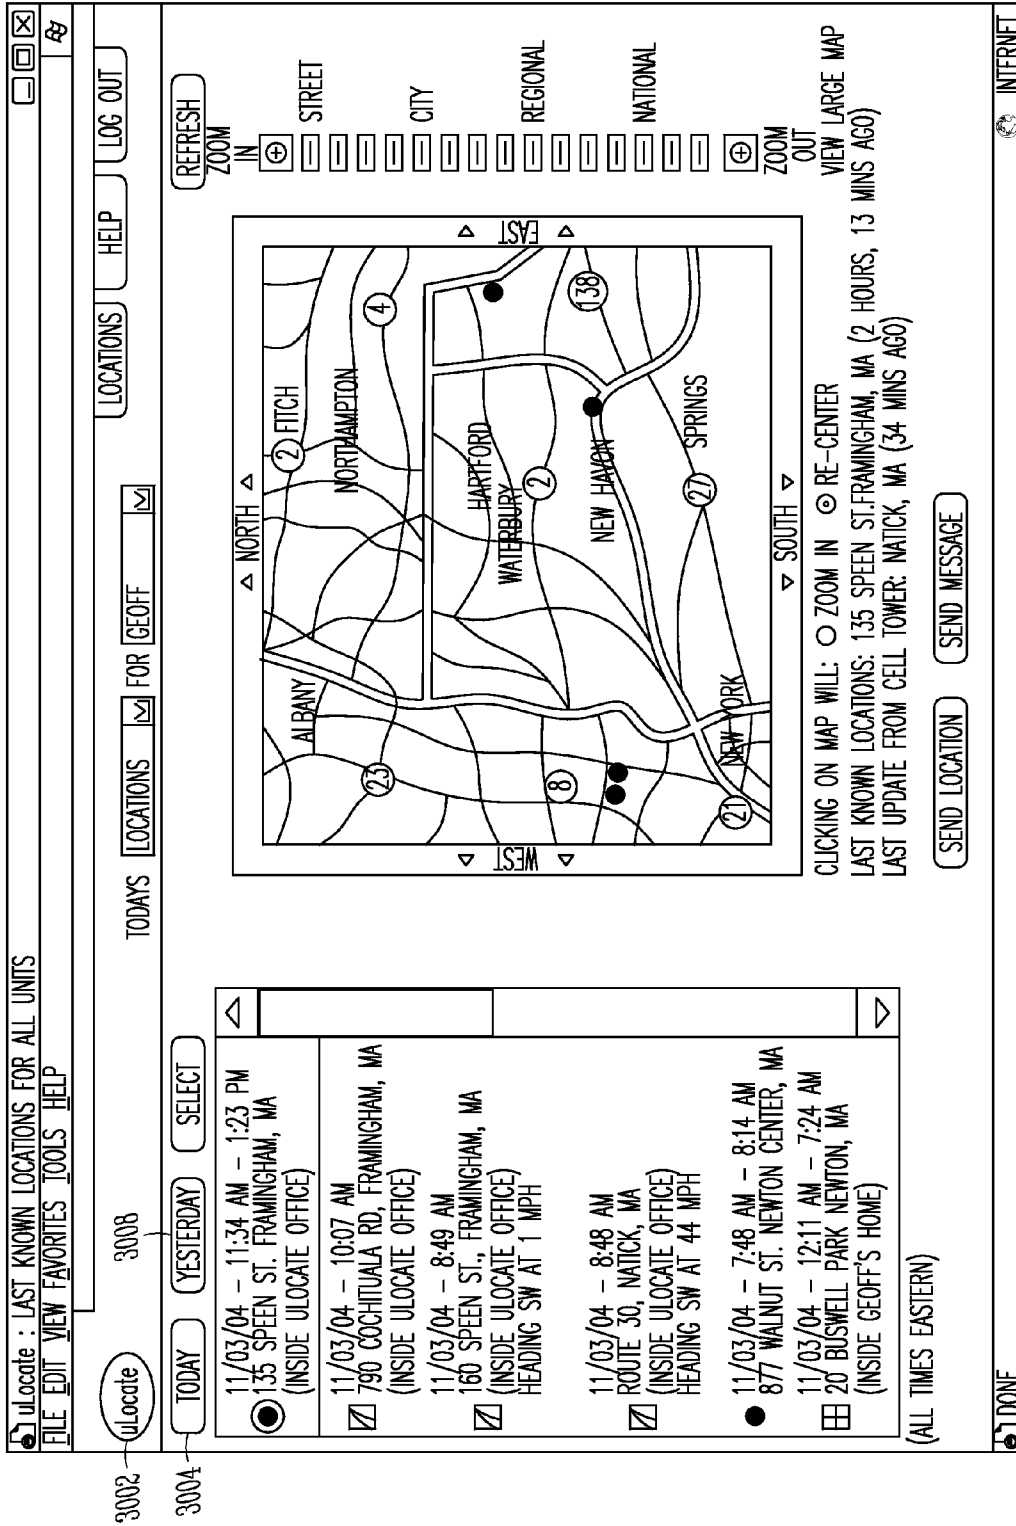 uLocate : LAST KNOWN LOCATIONS FOR ALL UNITS
FILE EDIT VIEW FAVORITES TOOLS HELP
3002
uLocate
3008
TODAYS LOCATIONS FOR GEOFF
LOCATIONS
HELP
LOG OUT
3004
TODAY
YESTERDAY
SELECT
REFRESH
11/03/04 - 11:34 AM - 1:23 PM
135 SPEEN ST. FRAMINGHAM, MA
(INSIDE ULOCATE OFFICE)
11/03/04 - 10:07 AM
790 COCHITUALA RD, FRAMINGHAM, MA
(INSIDE ULOCATE OFFICE)
11/03/04 - 8:49 AM
160 SPEEN ST., FRAMINGHAM, MA
(INSIDE ULOCATE OFFICE)
HEADING SW AT 1 MPH
11/03/04 - 8:48 AM
ROUTE 30, NATICK, MA
(INSIDE ULOCATE OFFICE)
HEADING SW AT 44 MPH
11/03/04 - 7:48 AM - 8:14 AM
877 WALNUT ST. NEWTON CENTER, MA
11/03/04 - 12:11 AM - 7:24 AM
20 BUSWELL PARK NEWTON, MA
(INSIDE GEOFF'S HOME)
(ALL TIMES EASTERN)
NORTH
WEST
EAST
SOUTH
2
FITCH
ALBANY
NORTHAMPTON
23
4
HARTFORD
WATERBURY
8
2
138
NEW HAVON
27
SPRINGS
NEW YORK
21
ZOOM
IN
STREET
CITY
REGIONAL
NATIONAL
ZOOM
OUT
VIEW LARGE MAP
CLICKING ON MAP WILL: ZOOM IN RE-CENTER
LAST KNOWN LOCATIONS: 135 SPEEN ST.FRAMINGHAM, MA (2 HOURS, 13 MINS AGO)
LAST UPDATE FROM CELL TOWER: NATICK, MA (34 MINS AGO)
SEND LOCATION
SEND MESSAGE
DONE
INTERNET